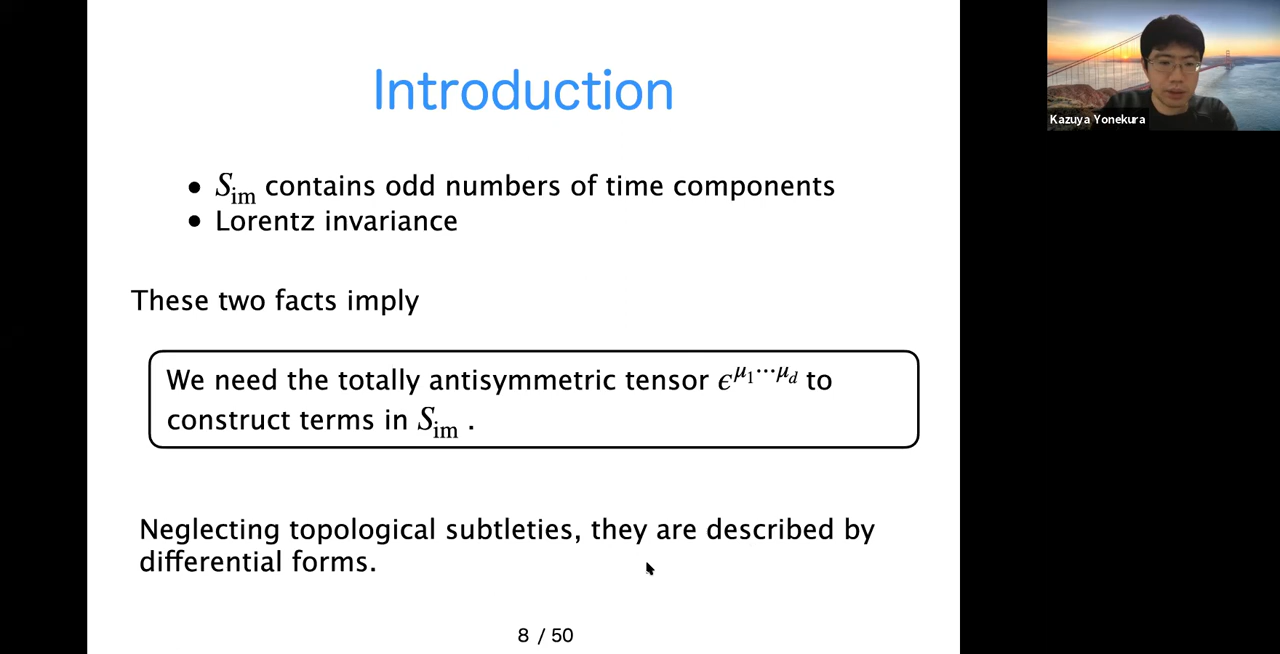 Introduction
• S_im contains odd numbers of time components
• Lorentz invariance
These two facts imply
We need the totally antisymmetric tensor ϵ^{μ_1⋯μ_d} to
construct terms in S_im .
Neglecting topological subtleties, they are described by
differential forms.
8 / 50
Kazuya Yonekura